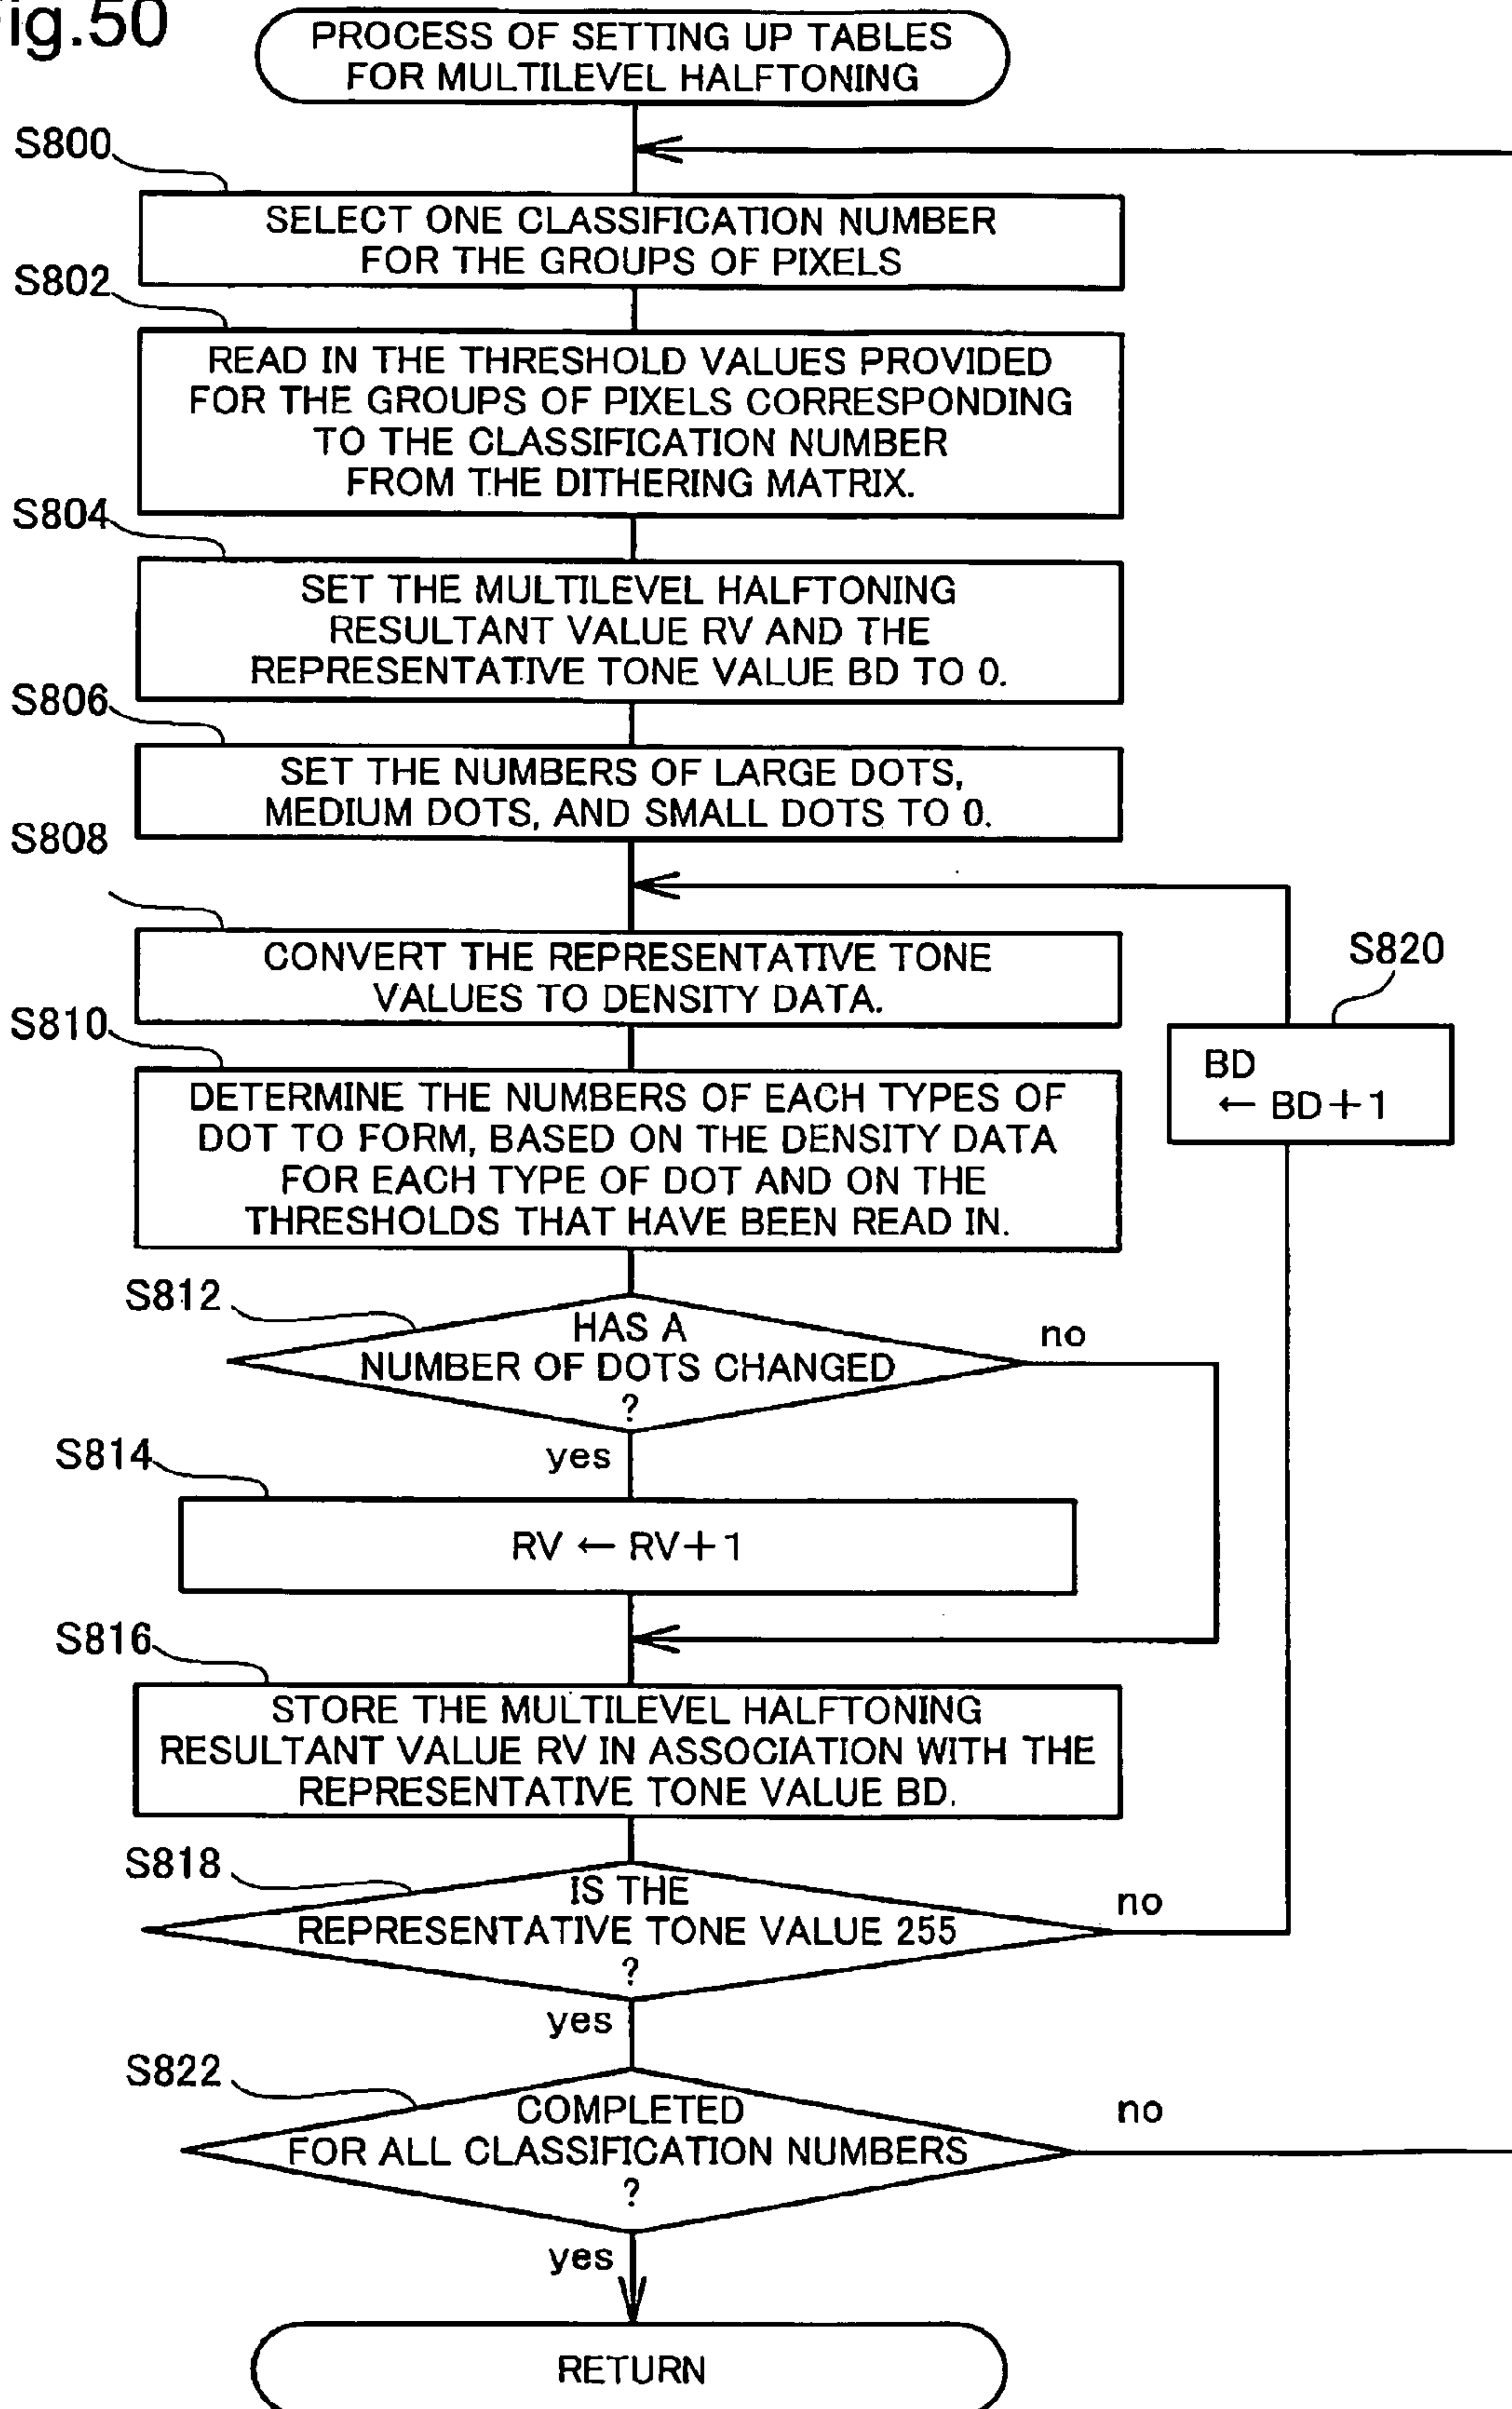 ig.50
PROCESS OF SETTING UP TABLES
FOR MULTILEVEL HALFTONING
S800
SELECT ONE CLASSIFICATION NUMBER
FOR THE GROUPS OF PIXELS
S802
READ IN THE THRESHOLD VALUES PROVIDED
FOR THE GROUPS OF PIXELS CORRESPONDING
TO THE CLASSIFICATION NUMBER
FROM THE DITHERING MATRIX.
S804
SET THE MULTILEVEL HALFTONING
RESULTANT VALUE RV AND THE
REPRESENTATIVE TONE VALUE BD TO 0.
S806
SET THE NUMBERS OF LARGE DOTS,
MEDIUM DOTS, AND SMALL DOTS TO 0.
S808
CONVERT THE REPRESENTATIVE TONE
VALUES TO DENSITY DATA.
S820
BD
← BD+1
S810
DETERMINE THE NUMBERS OF EACH TYPES OF
DOT TO FORM, BASED ON THE DENSITY DATA
FOR EACH TYPE OF DOT AND ON THE
THRESHOLDS THAT HAVE BEEN READ IN.
S812
HAS A
NUMBER OF DOTS CHANGED
?
no
yes
S814
RV ← RV+1
S816
STORE THE MULTILEVEL HALFTONING
RESULTANT VALUE RV IN ASSOCIATION WITH THE
REPRESENTATIVE TONE VALUE BD.
S818
IS THE
REPRESENTATIVE TONE VALUE 255
?
no
yes
S822
COMPLETED
FOR ALL CLASSIFICATION NUMBERS
?
no
yes
RETURN